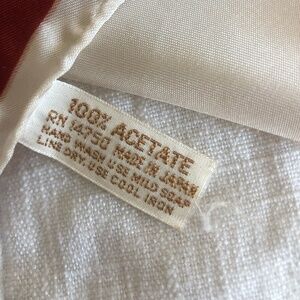 100% ACETATE
RN 14750 MADE IN JAPAN
HAND WASH USE MILD SOAP
LINE DRY-USE COOL IRON